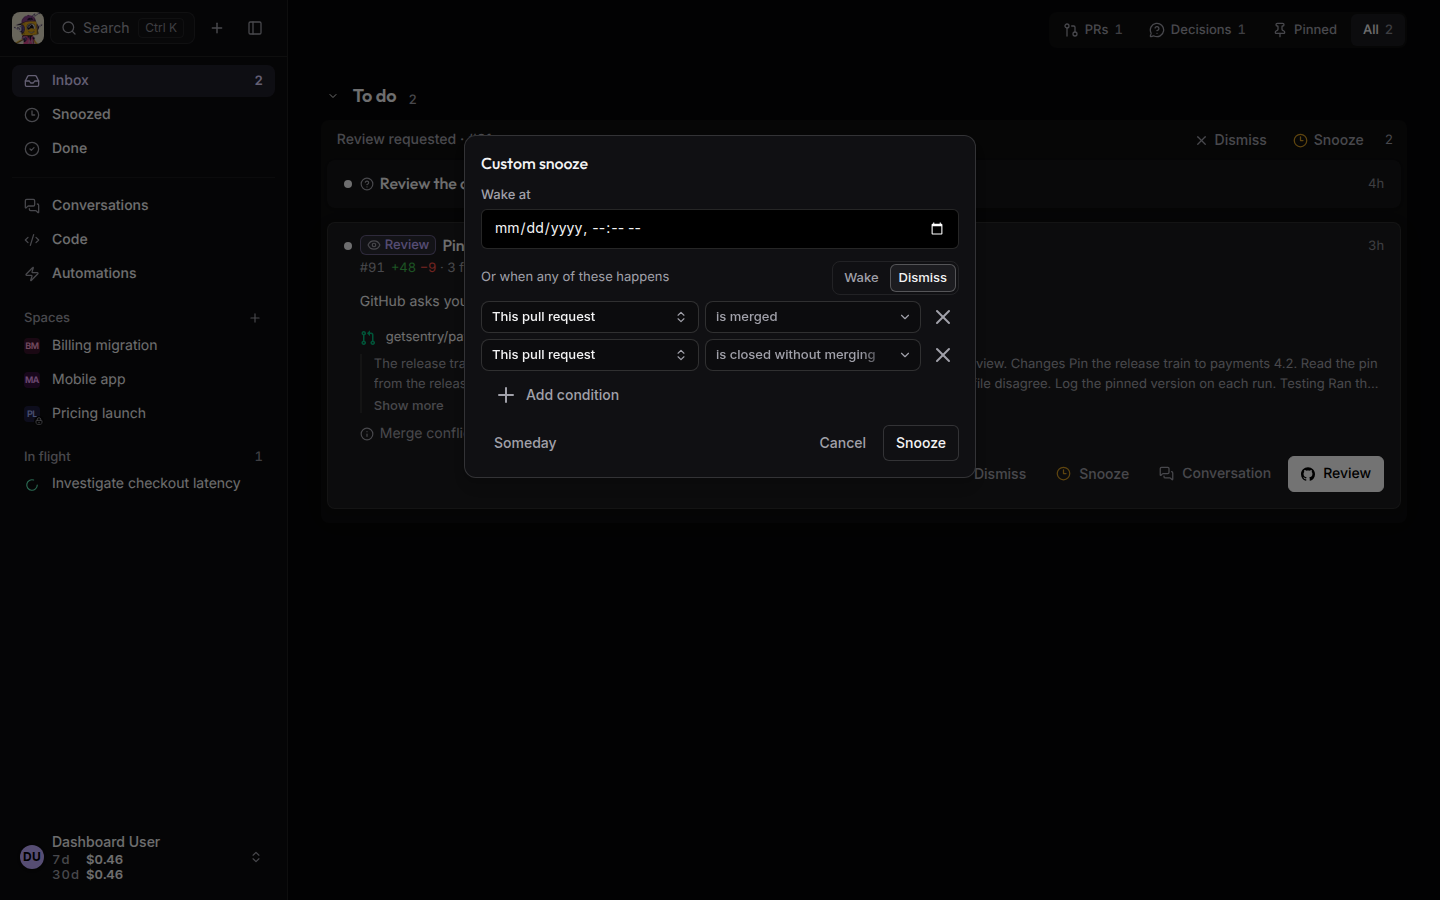 Search Ctrl K
PRs 1 Decisions 1 Pinned All 2
Inbox 2
Snoozed
Done
Conversations
Code
Automations
Spaces
BM Billing migration
MA Mobile app
PL Pricing launch
In flight 1
Investigate checkout latency
DU Dashboard User
7d $0.46
30d $0.46
To do 2
Review requested · Dismiss Snooze 2
Review the 4h
Review Pin 3h
#91 +48 −9 · 3 f
GitHub asks you
getsentry/pa
The release tra view. Changes Pin the release train to payments 4.2. Read the pin
from the releas file disagree. Log the pinned version on each run. Testing Ran th...
Show more
Merge confli
Dismiss Snooze Conversation Review
Custom snooze
Wake at
mm/dd/yyyy, --:-- --
Or when any of these happens Wake Dismiss
This pull request is merged
This pull request is closed without merging
Add condition
Someday Cancel Snooze